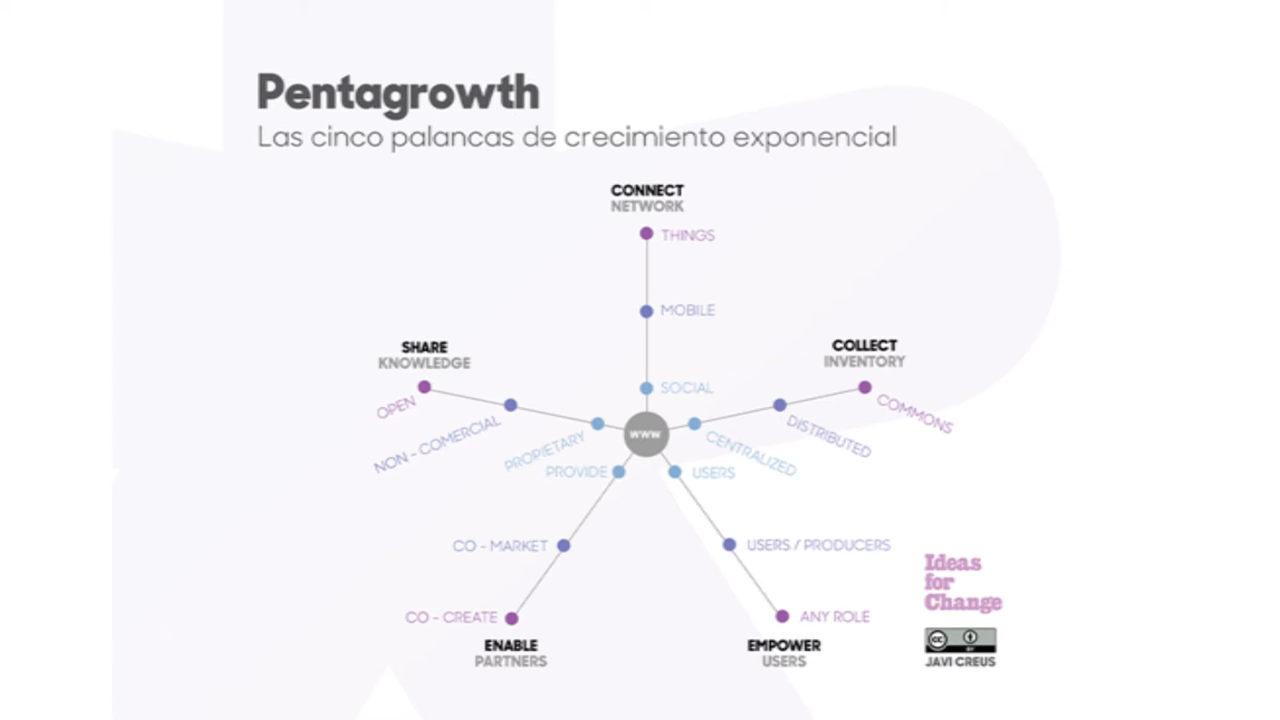 Pentagrowth
Las cinco palancas de crecimiento exponencial
CONNECT
NETWORK
THINGS
MOBILE
SOCIAL
SHARE
KNOWLEDGE
OPEN
NON - COMERCIAL
PROPIETARY
COLLECT
INVENTORY
COMMONS
DISTRIBUTED
CENTRALIZED
WWW
PROVIDE
USERS
CO - MARKET
USERS / PRODUCERS
CO - CREATE
ANY ROLE
ENABLE
PARTNERS
EMPOWER
USERS
Ideas
for
Change
CC
BY
JAVI CREUS